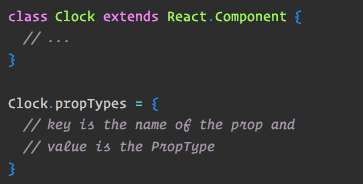 class Clock extends React.Component {
// ...
}
Clock.propTypes = {
// key is the name of the prop and
// value is the PropType
}